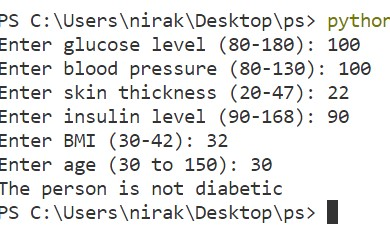 PS C:\Users\nirak\Desktop\ps> python
Enter glucose level (80-180): 100
Enter blood pressure (80-130): 100
Enter skin thickness (20-47): 22
Enter insulin level (90-168): 90
Enter BMI (30-42): 32
Enter age (30 to 150): 30
The person is not diabetic
PS C:\Users\nirak\Desktop\ps>